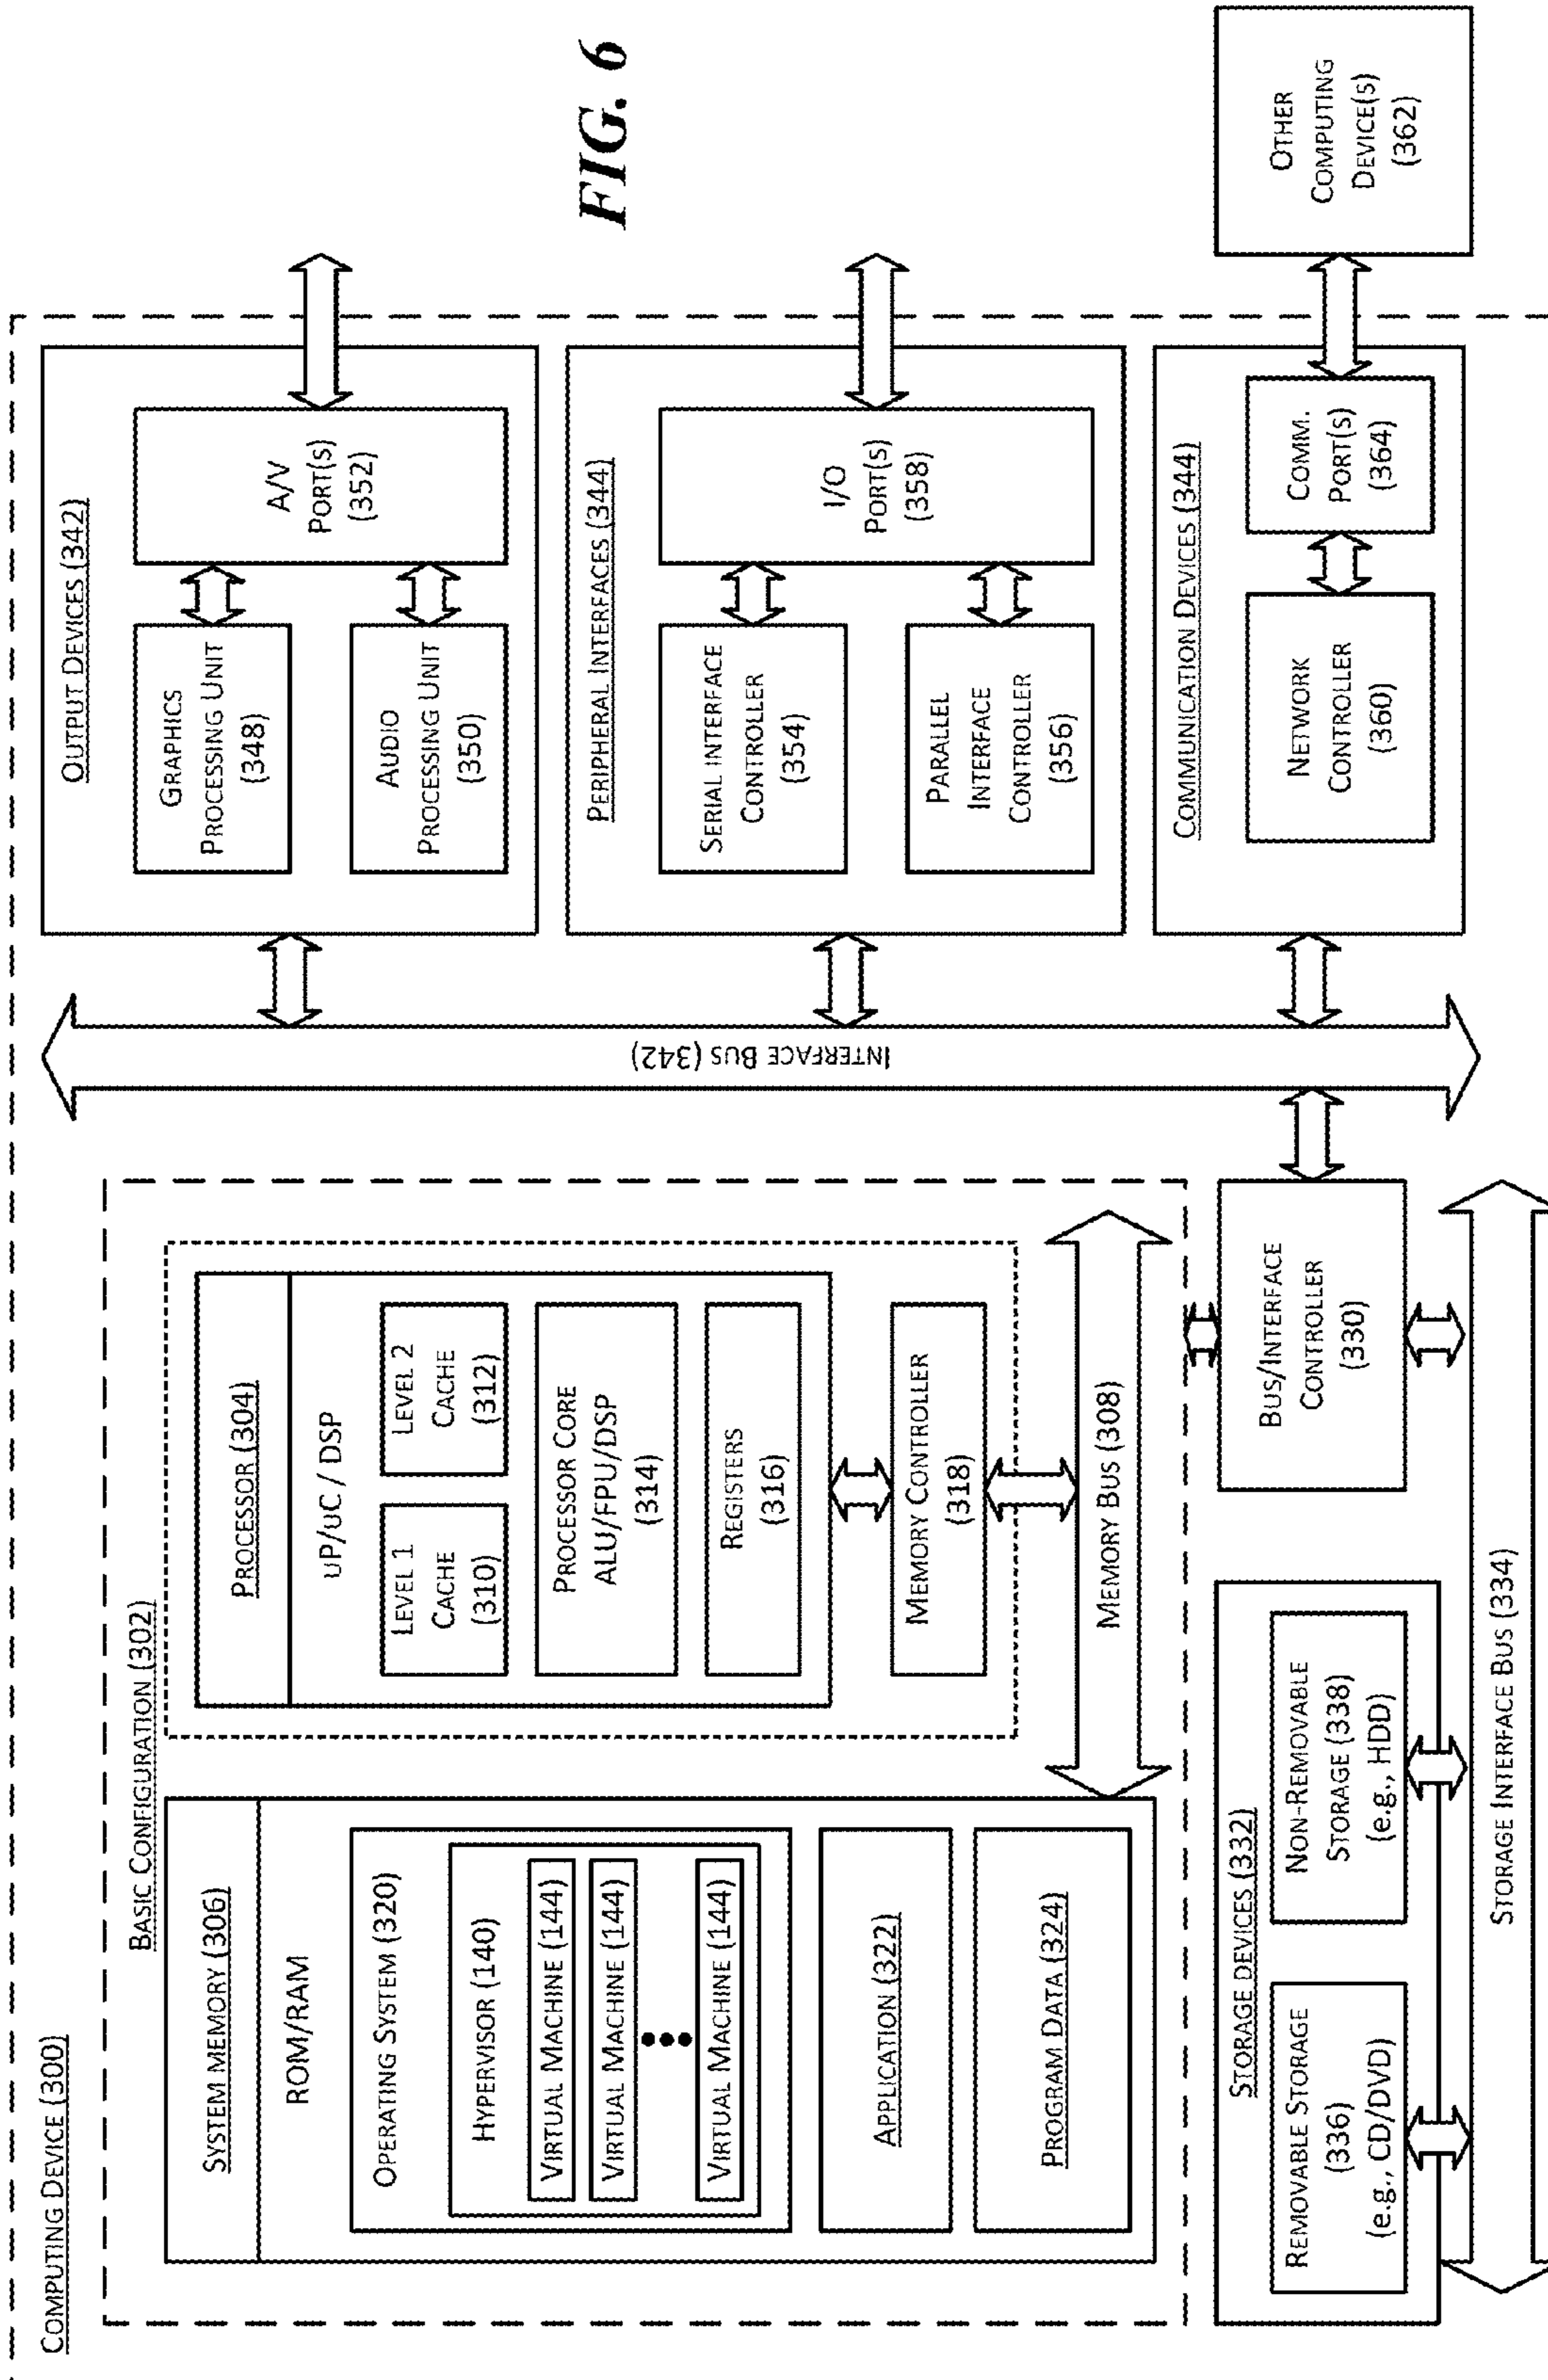 COMPUTING DEVICE (300)
BASIC CONFIGURATION (302)
SYSTEM MEMORY (306)
ROM/RAM
OPERATING SYSTEM (320)
HYPERVISOR (140)
VIRTUAL MACHINE (144)
VIRTUAL MACHINE (144)
VIRTUAL MACHINE (144)
APPLICATION (322)
PROGRAM DATA (324)
PROCESSOR (304)
uP/uC / DSP
LEVEL 1
CACHE
(310)
LEVEL 2
CACHE
(312)
PROCESSOR CORE
ALU/FPU/DSP
(314)
REGISTERS
(316)
MEMORY CONTROLLER
(318)
MEMORY BUS (308)
BUS/INTERFACE
CONTROLLER
(330)
STORAGE DEVICES (332)
REMOVABLE STORAGE
(336)
(e.g., CD/DVD)
NON-REMOVABLE
STORAGE (338)
(e.g., HDD)
STORAGE INTERFACE BUS (334)
INTERFACE BUS (342)
OUTPUT DEVICES (342)
GRAPHICS
PROCESSING UNIT
(348)
AUDIO
PROCESSING UNIT
(350)
A/V
PORT(S)
(352)
PERIPHERAL INTERFACES (344)
SERIAL INTERFACE
CONTROLLER
(354)
PARALLEL
INTERFACE
CONTROLLER
(356)
I/O
PORT(S)
(358)
COMMUNICATION DEVICES (344)
NETWORK
CONTROLLER
(360)
COMM.
PORT(S)
(364)
OTHER
COMPUTING
DEVICE(S)
(362)
FIG. 6